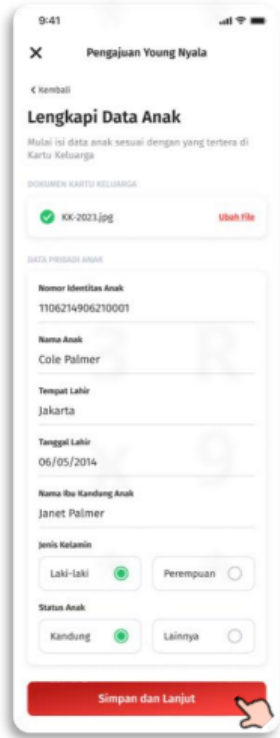 9:41
Pengajuan Young Nyala
Kembali
Lengkapi Data Anak
Mulai isi data anak sesuai dengan yang tertera di
Kartu Keluarga
DOKUMEN KARTU KELUARGA
KK-2023.jpg Ubah File
DATA PRIBADI ANAK
Nomor Identitas Anak
1106214906210001
Nama Anak
Cole Palmer
Tempat Lahir
Jakarta
Tanggal Lahir
06/05/2014
Nama Ibu Kandung Anak
Janet Palmer
Jenis Kelamin
Laki-laki Perempuan
Status Anak
Kandung Lainnya
Simpan dan Lanjut